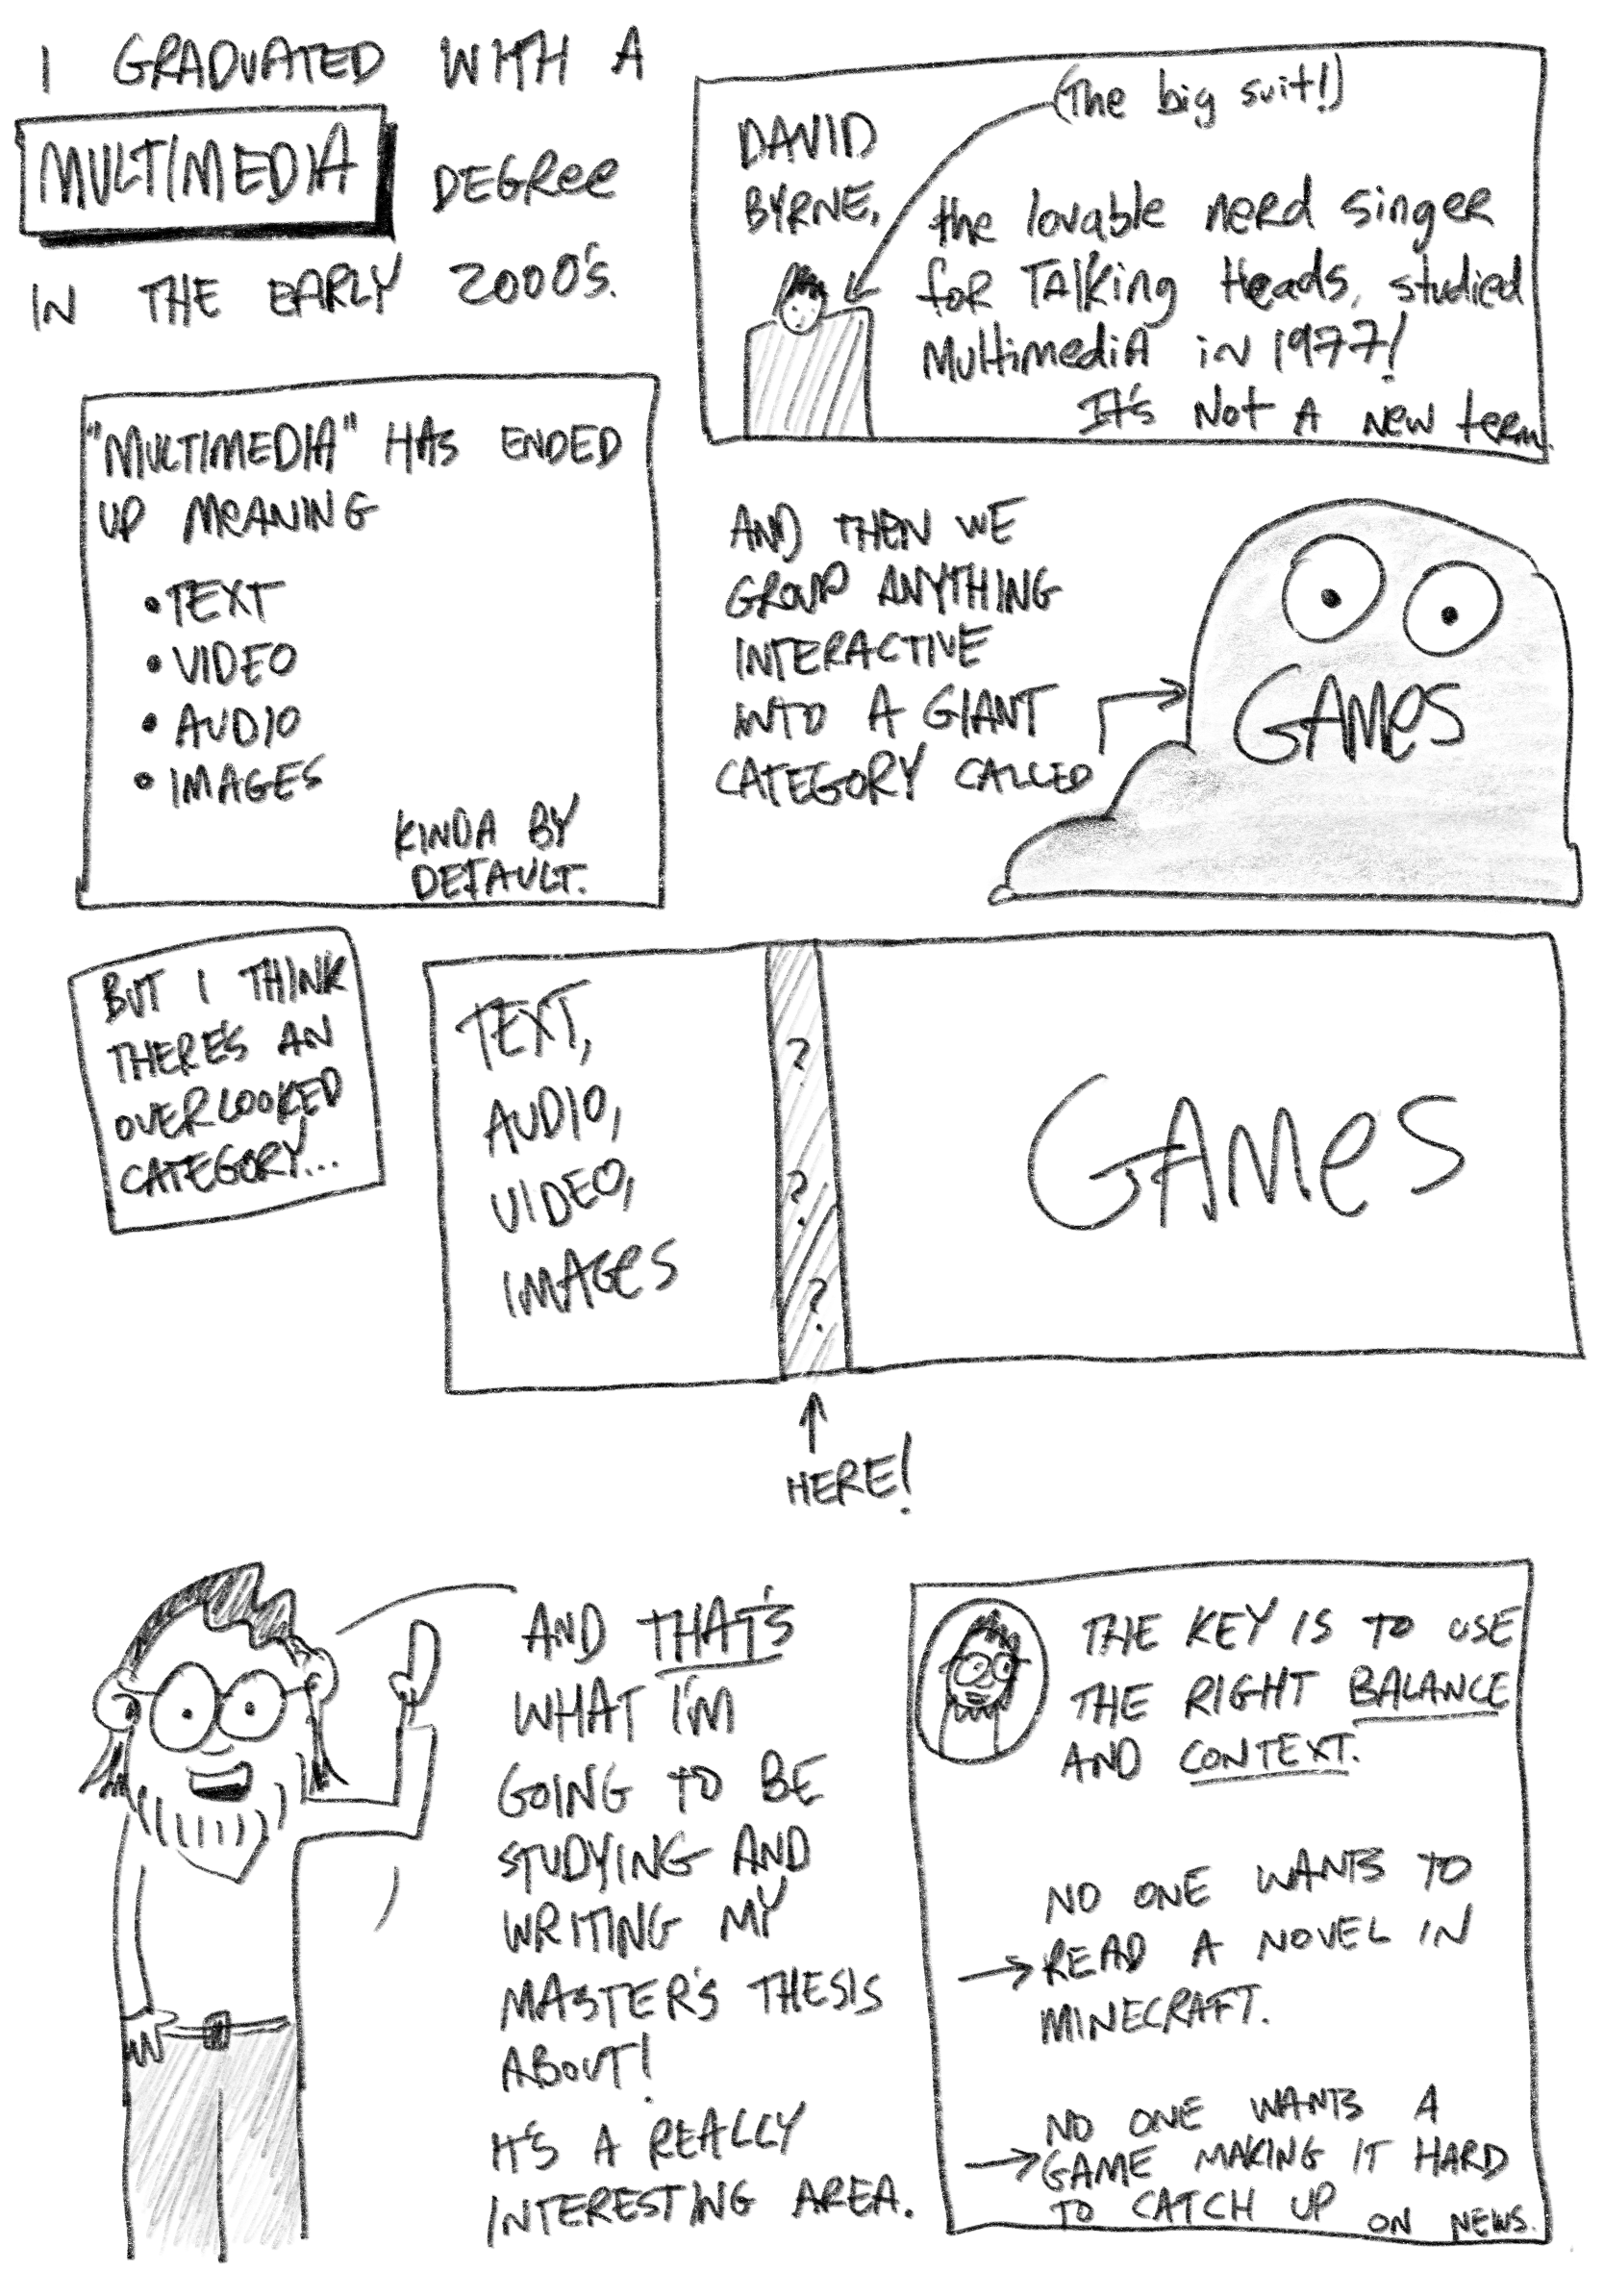 I GRADUATED WITH A
MULTIMEDIA DEGRee
IN THE EARLY 2000'S.
(The big suit!)
DAVID
BYRNE,
the lovable nerd singer
foR TAlKing Heads, studied
MultimediA iN 1977!
It's Not A New teRm.
"MULTIMEDIA" HAS ENDED
UP MeANING
• TEXT
• VIDEO
• AUDIO
• IMAGES
KINDA BY
DEFAULT.
AND THEN WE
GROUP ANYTHING
INTERACTIVE
INTO A GIANT
CATEGORY CALLED
GAMeS
BUT I THINK
THERE'S AN
OVERLOOKED
CATEGORY...
TEXT,
AUDIO,
VIDEO,
IMAGeS
?
?
?
GAMeS
HERE!
AND THAT'S
WHAT I'M
GOING TO BE
STUDYING AND
WRITING MY
MASTER'S THESIS
ABOUT!
IT'S A REALLY
INTERESTING AREA.
THE KEY IS TO USE
THE RIGHT BALANCE
AND CONTEXT.
NO ONE WANTS TO
→ READ A NOVEL IN
MINECRAFT.
NO ONE WANTS A
→ GAME MAKING IT HARD
TO CATCH UP ON NEWS.